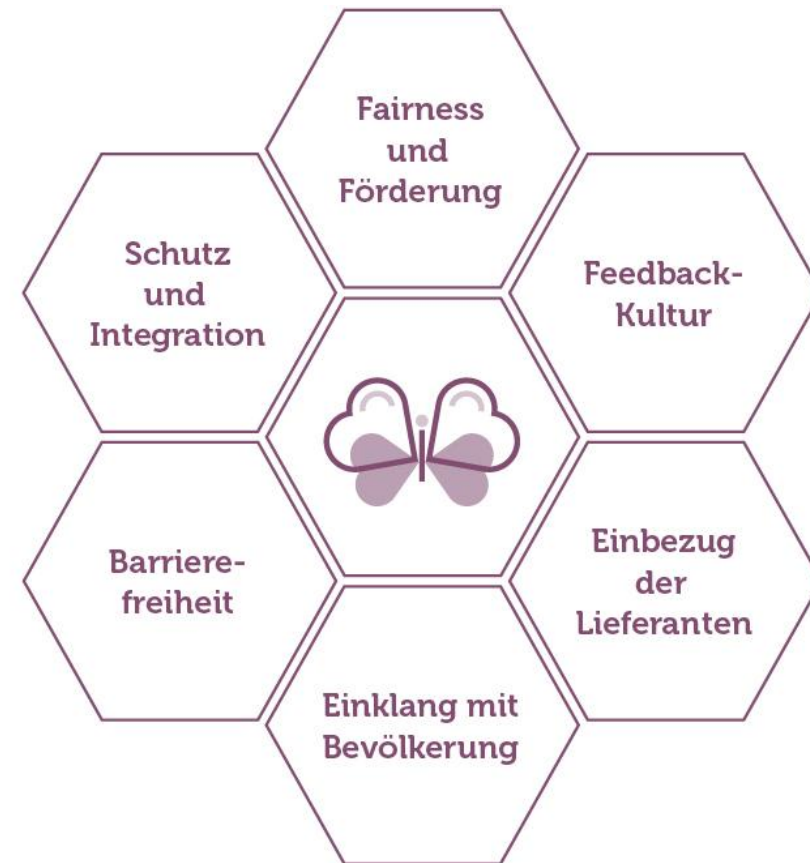 Fairness
und
Förderung
Schutz
und
Integration
Feedback-
Kultur
Barriere-
freiheit
Einbezug
der
Lieferanten
Einklang mit
Bevölkerung